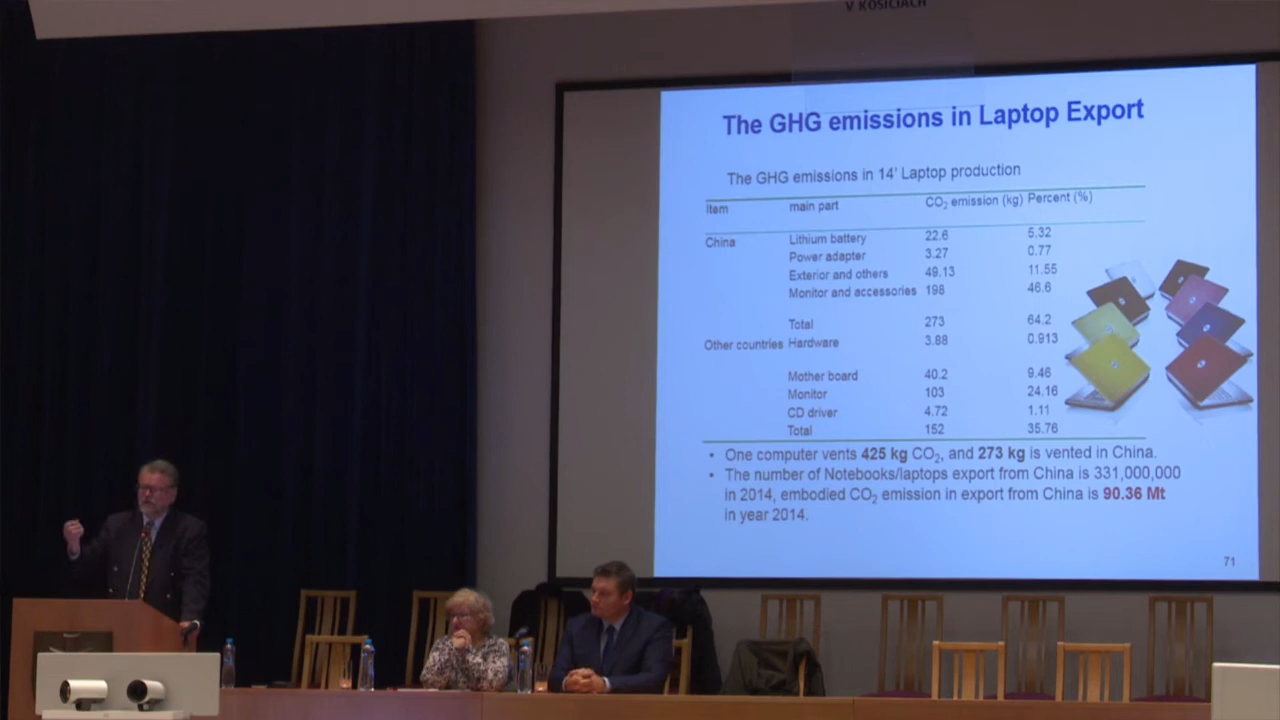 V KOŠICIACH
The GHG emissions in Laptop Export
The GHG emissions in 14' Laptop production
Item main part CO2 emission (kg) Percent (%)
China Lithium battery 22.6 5.32
Power adapter 3.27 0.77
Exterior and others 49.13 11.55
Monitor and accessories 198 46.6
Total 273 64.2
Other countries Hardware 3.88 0.913
Mother board 40.2 9.46
Monitor 103 24.16
CD driver 4.72 1.11
Total 152 35.76
• One computer vents 425 kg CO2, and 273 kg is vented in China.
• The number of Notebooks/laptops export from China is 331,000,000
in 2014, embodied CO2 emission in export from China is 90.36 Mt
in year 2014.
71